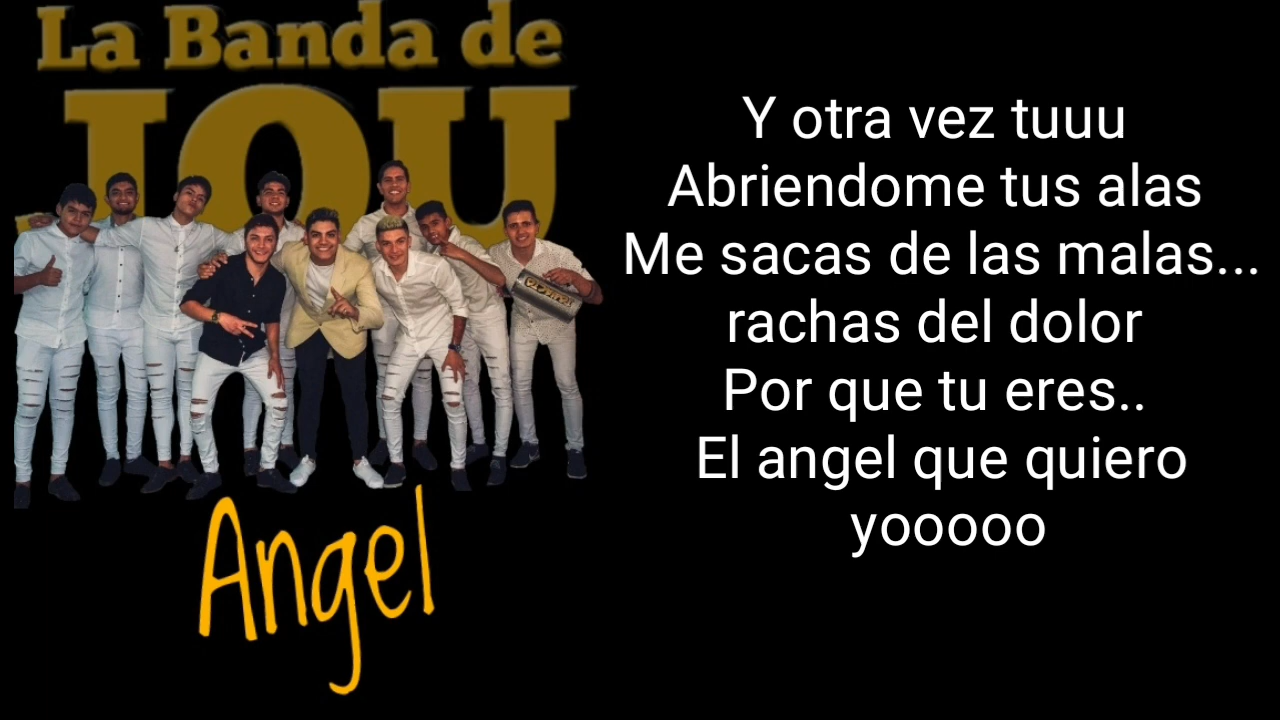 La Banda de
JOU
Angel
Y otra vez tuuu
Abriendome tus alas
Me sacas de las malas...
rachas del dolor
Por que tu eres..
El angel que quiero
yooooo